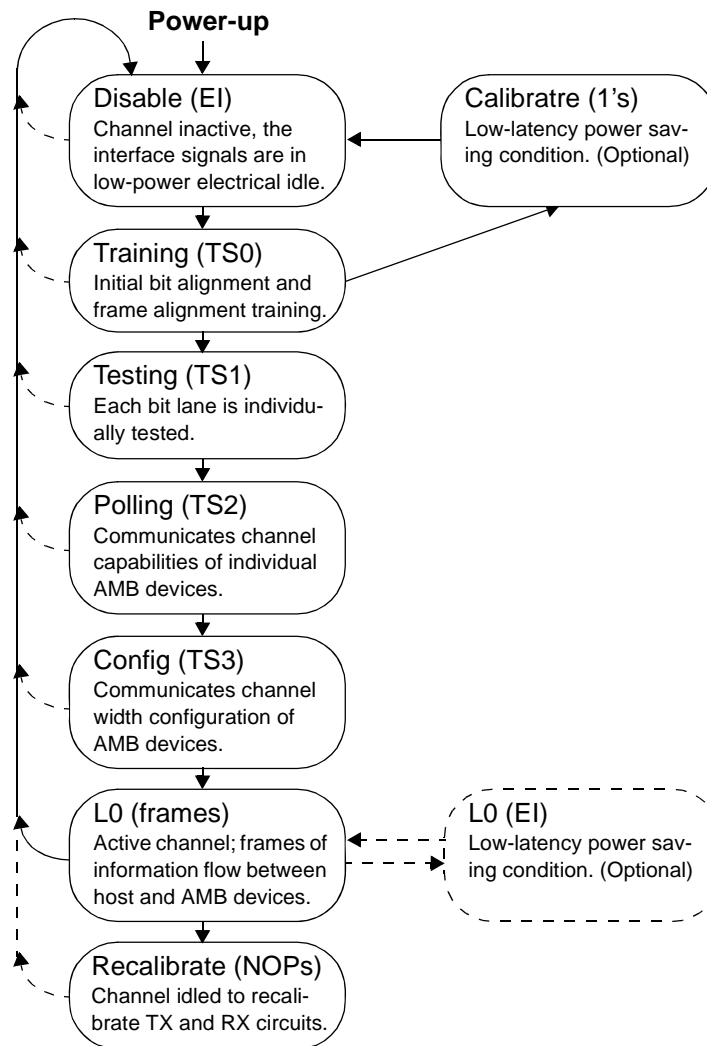 Power-up
Disable (EI)
Channel inactive, the
interface signals are in
low-power electrical idle.
Calibratre (1's)
Low-latency power sav-
ing condition. (Optional)
Training (TS0)
Initial bit alignment and
frame alignment training.
Testing (TS1)
Each bit lane is individu-
ally tested.
Polling (TS2)
Communicates channel
capabilities of individual
AMB devices.
Config (TS3)
Communicates channel
width configuration of
AMB devices.
L0 (frames)
Active channel; frames of
information flow between
host and AMB devices.
L0 (EI)
Low-latency power sav-
ing condition. (Optional)
Recalibrate (NOPs)
Channel idled to recali-
brate TX and RX circuits.